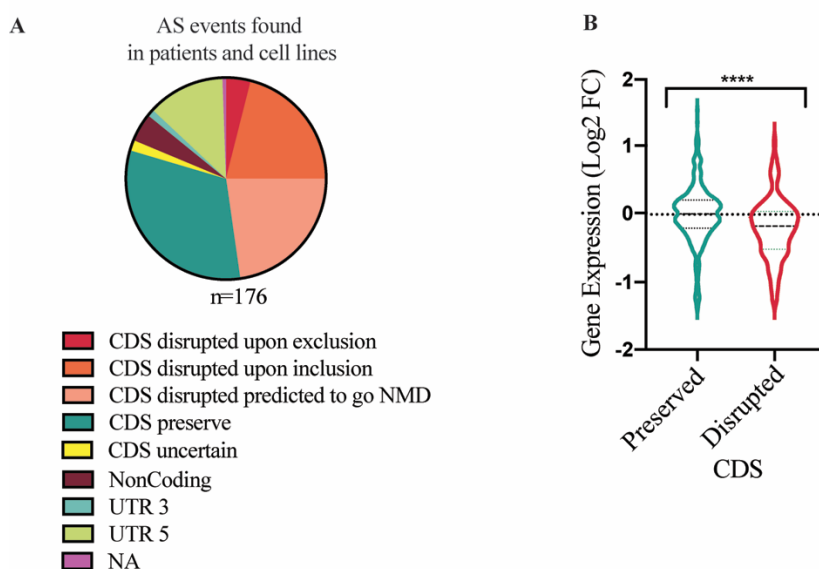 A
AS events found
in patients and cell lines
n=176
CDS disrupted upon exclusion
CDS disrupted upon inclusion
CDS disrupted predicted to go NMD
CDS preserve
CDS uncertain
NonCoding
UTR 3
UTR 5
NA
B
Gene Expression (Log2 FC)
2
1
0
-1
-2
****
Preserved
Disrupted
CDS